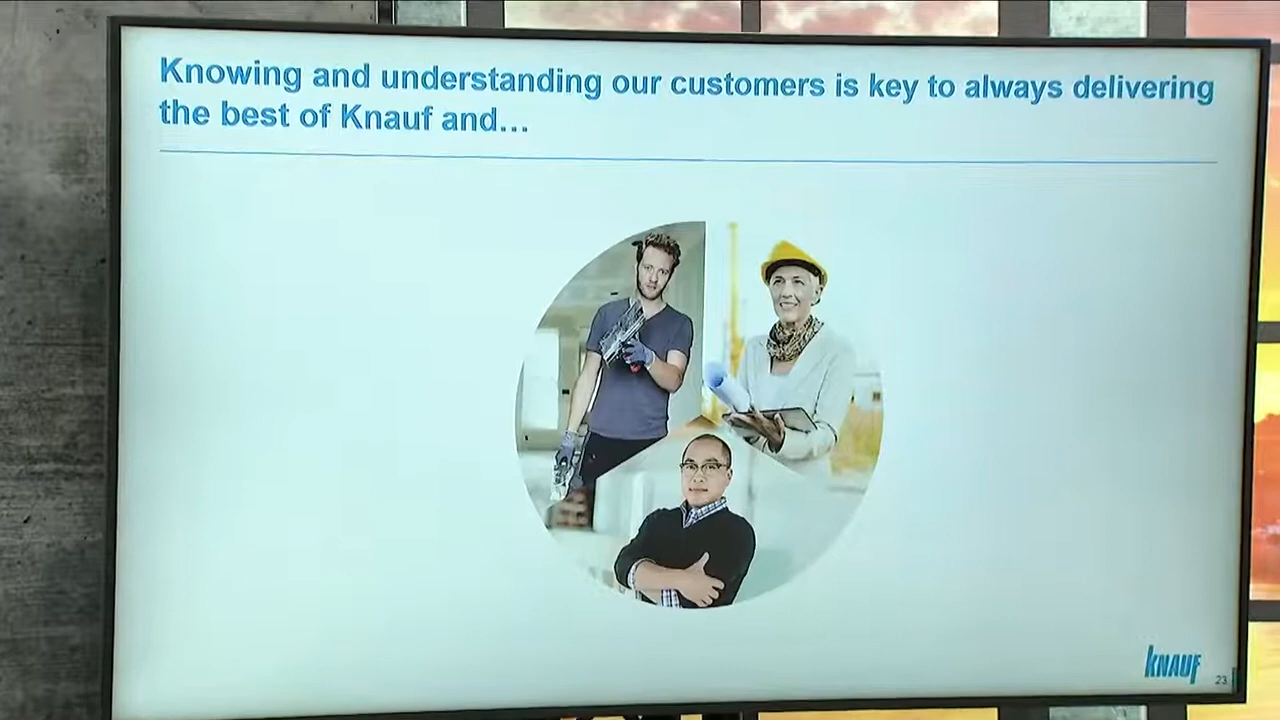 Knowing and understanding our customers is key to always delivering
the best of Knauf and...
KNAUF
23